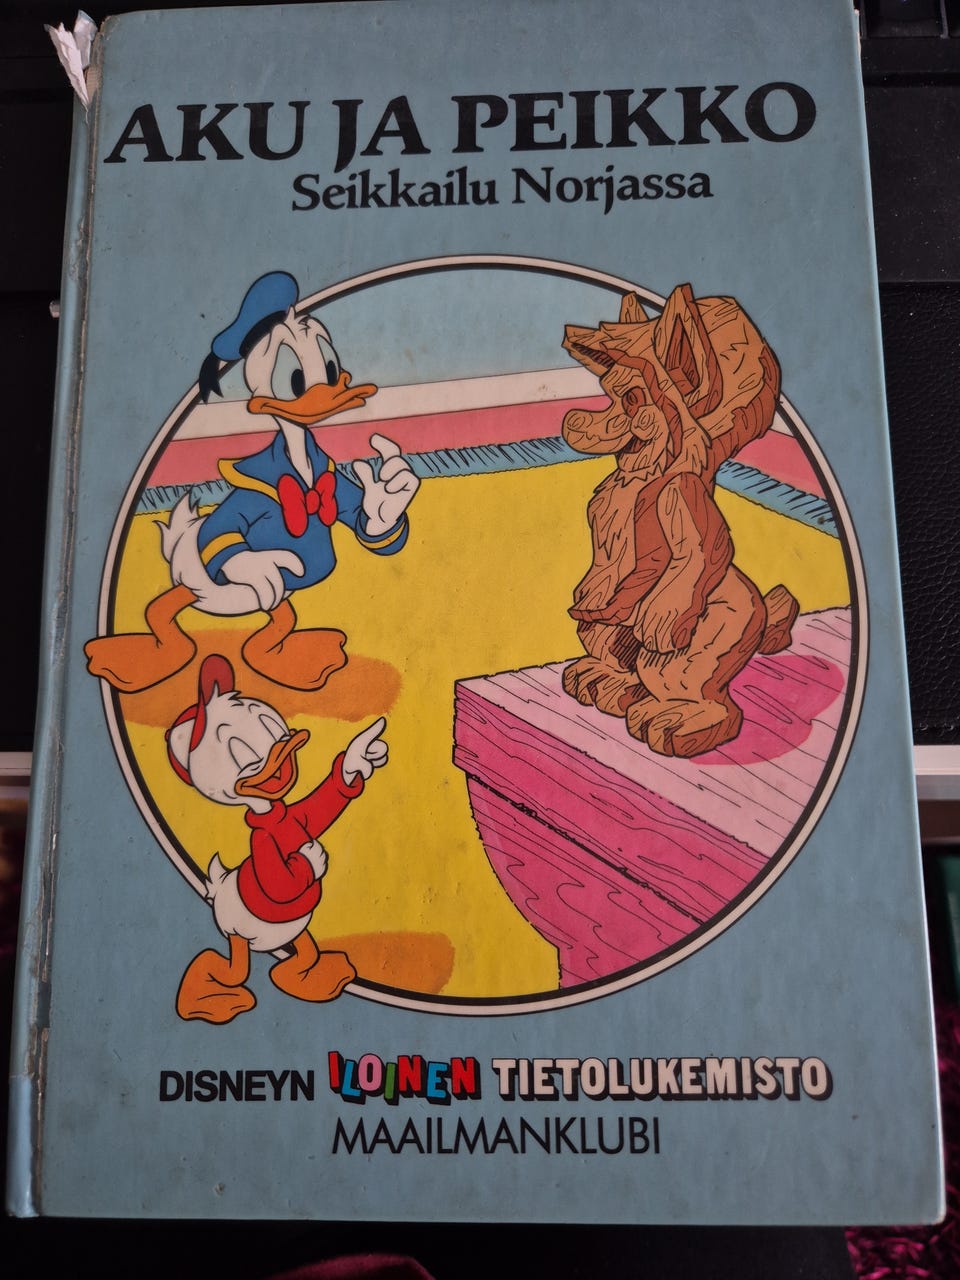 AKU JA PEIKKO
Seikkailu Norjassa
DISNEYN ILOINEN TIETOLUKEMISTO
MAAILMANKLUBI